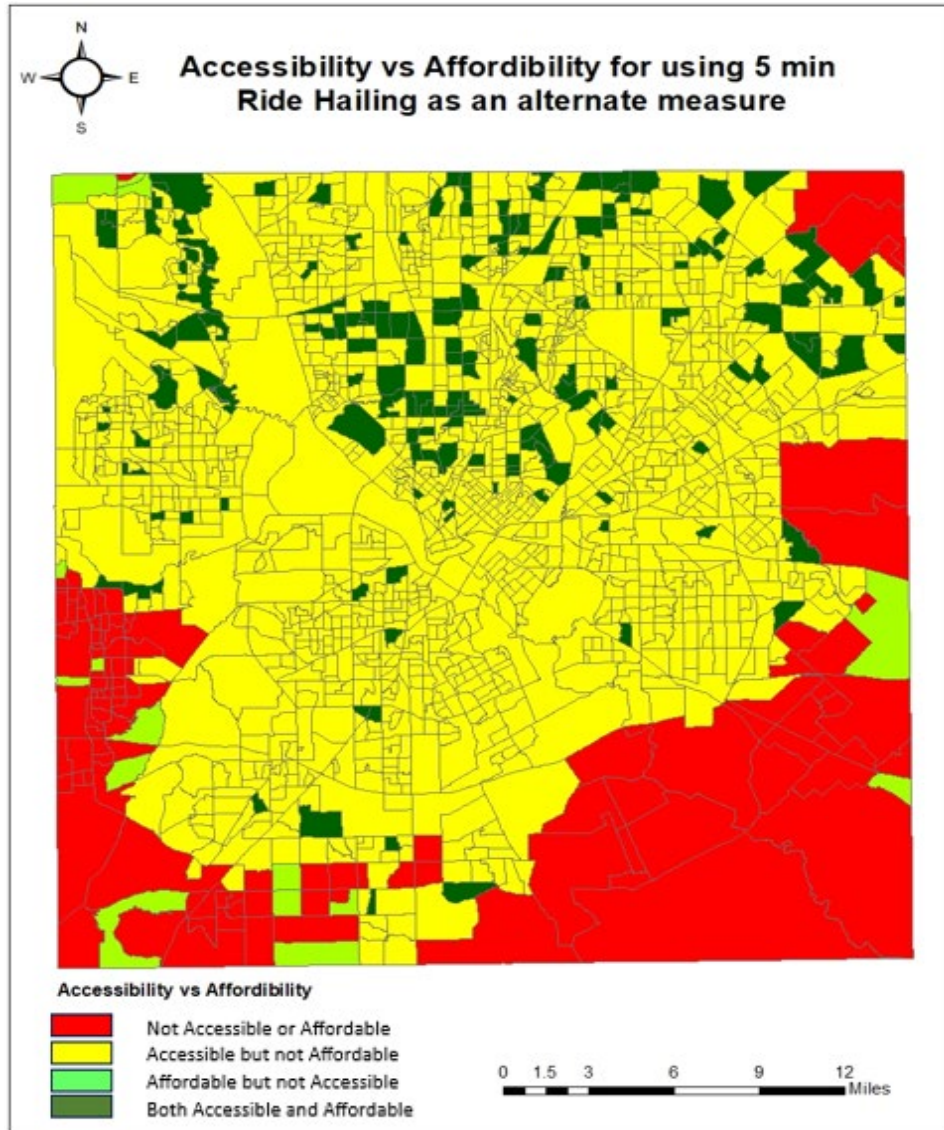 N
W E
S
Accessibility vs Affordibility for using 5 min
Ride Hailing as an alternate measure
Accessibility vs Affordibility
Not Accessible or Affordable
Accessible but not Affordable
Affordable but not Accessible
Both Accessible and Affordable
0 1.5 3 6 9 12
Miles